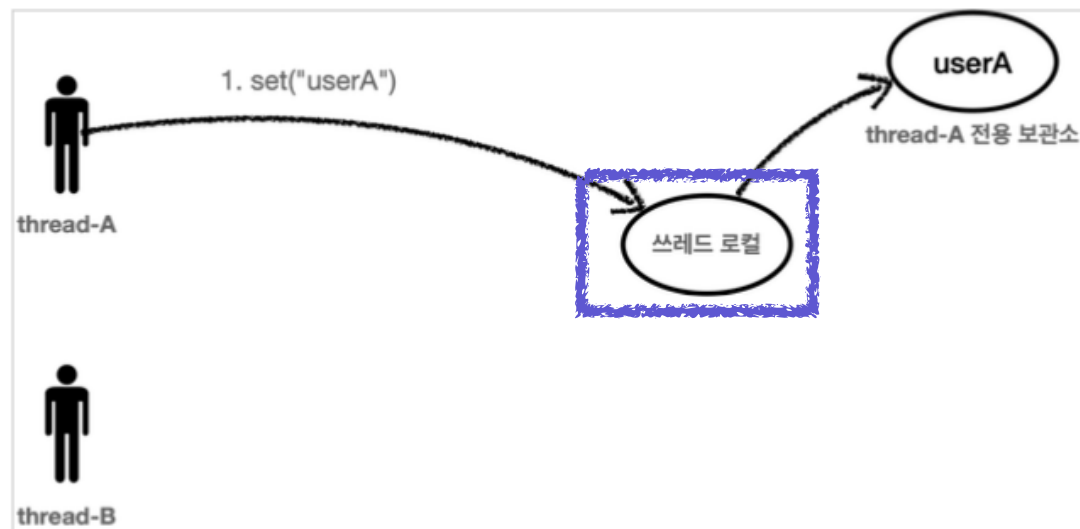 1. set("userA")
userA
thread-A 전용 보관소
thread-A
쓰레드 로컬
thread-B